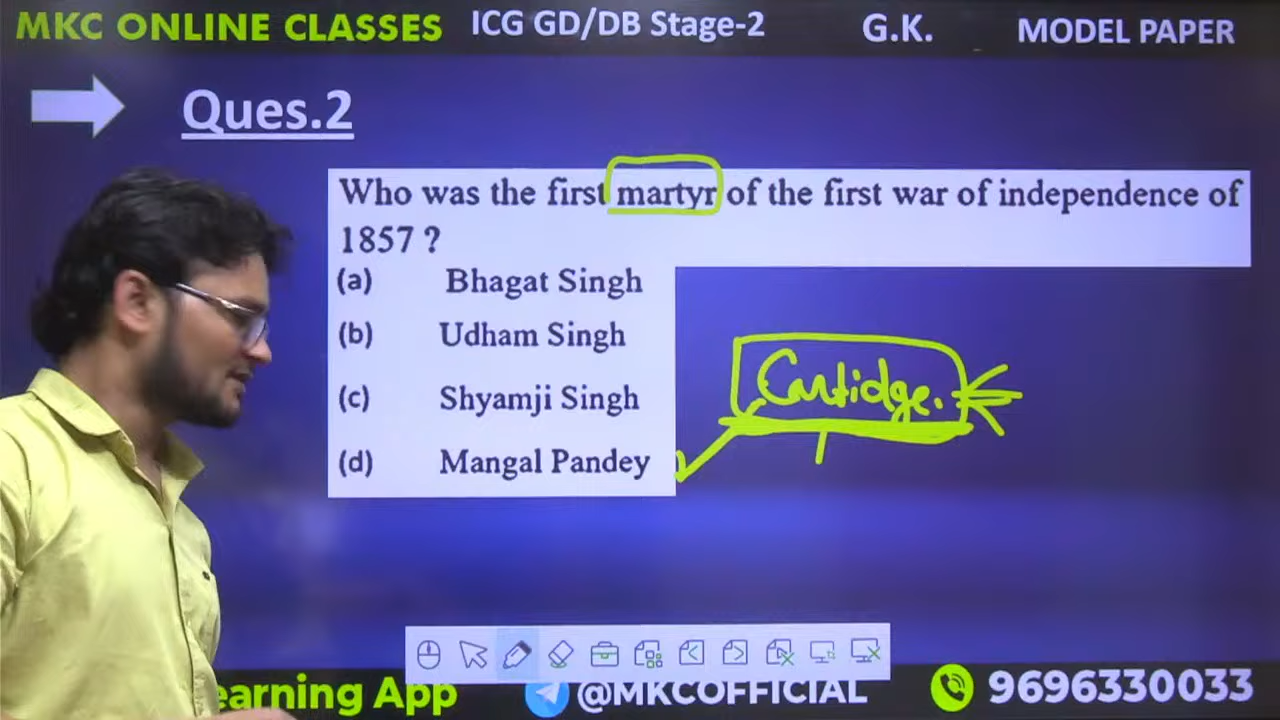 MKC ONLINE CLASSES ICG GD/DB Stage-2 G.K. MODEL PAPER
Ques.2
Who was the first martyr of the first war of independence of
1857 ?
(a) Bhagat Singh
(b) Udham Singh
(c) Shyamji Singh
(d) Mangal Pandey
Cartidge.
earning App @MKCOFFICIAL 9696330033